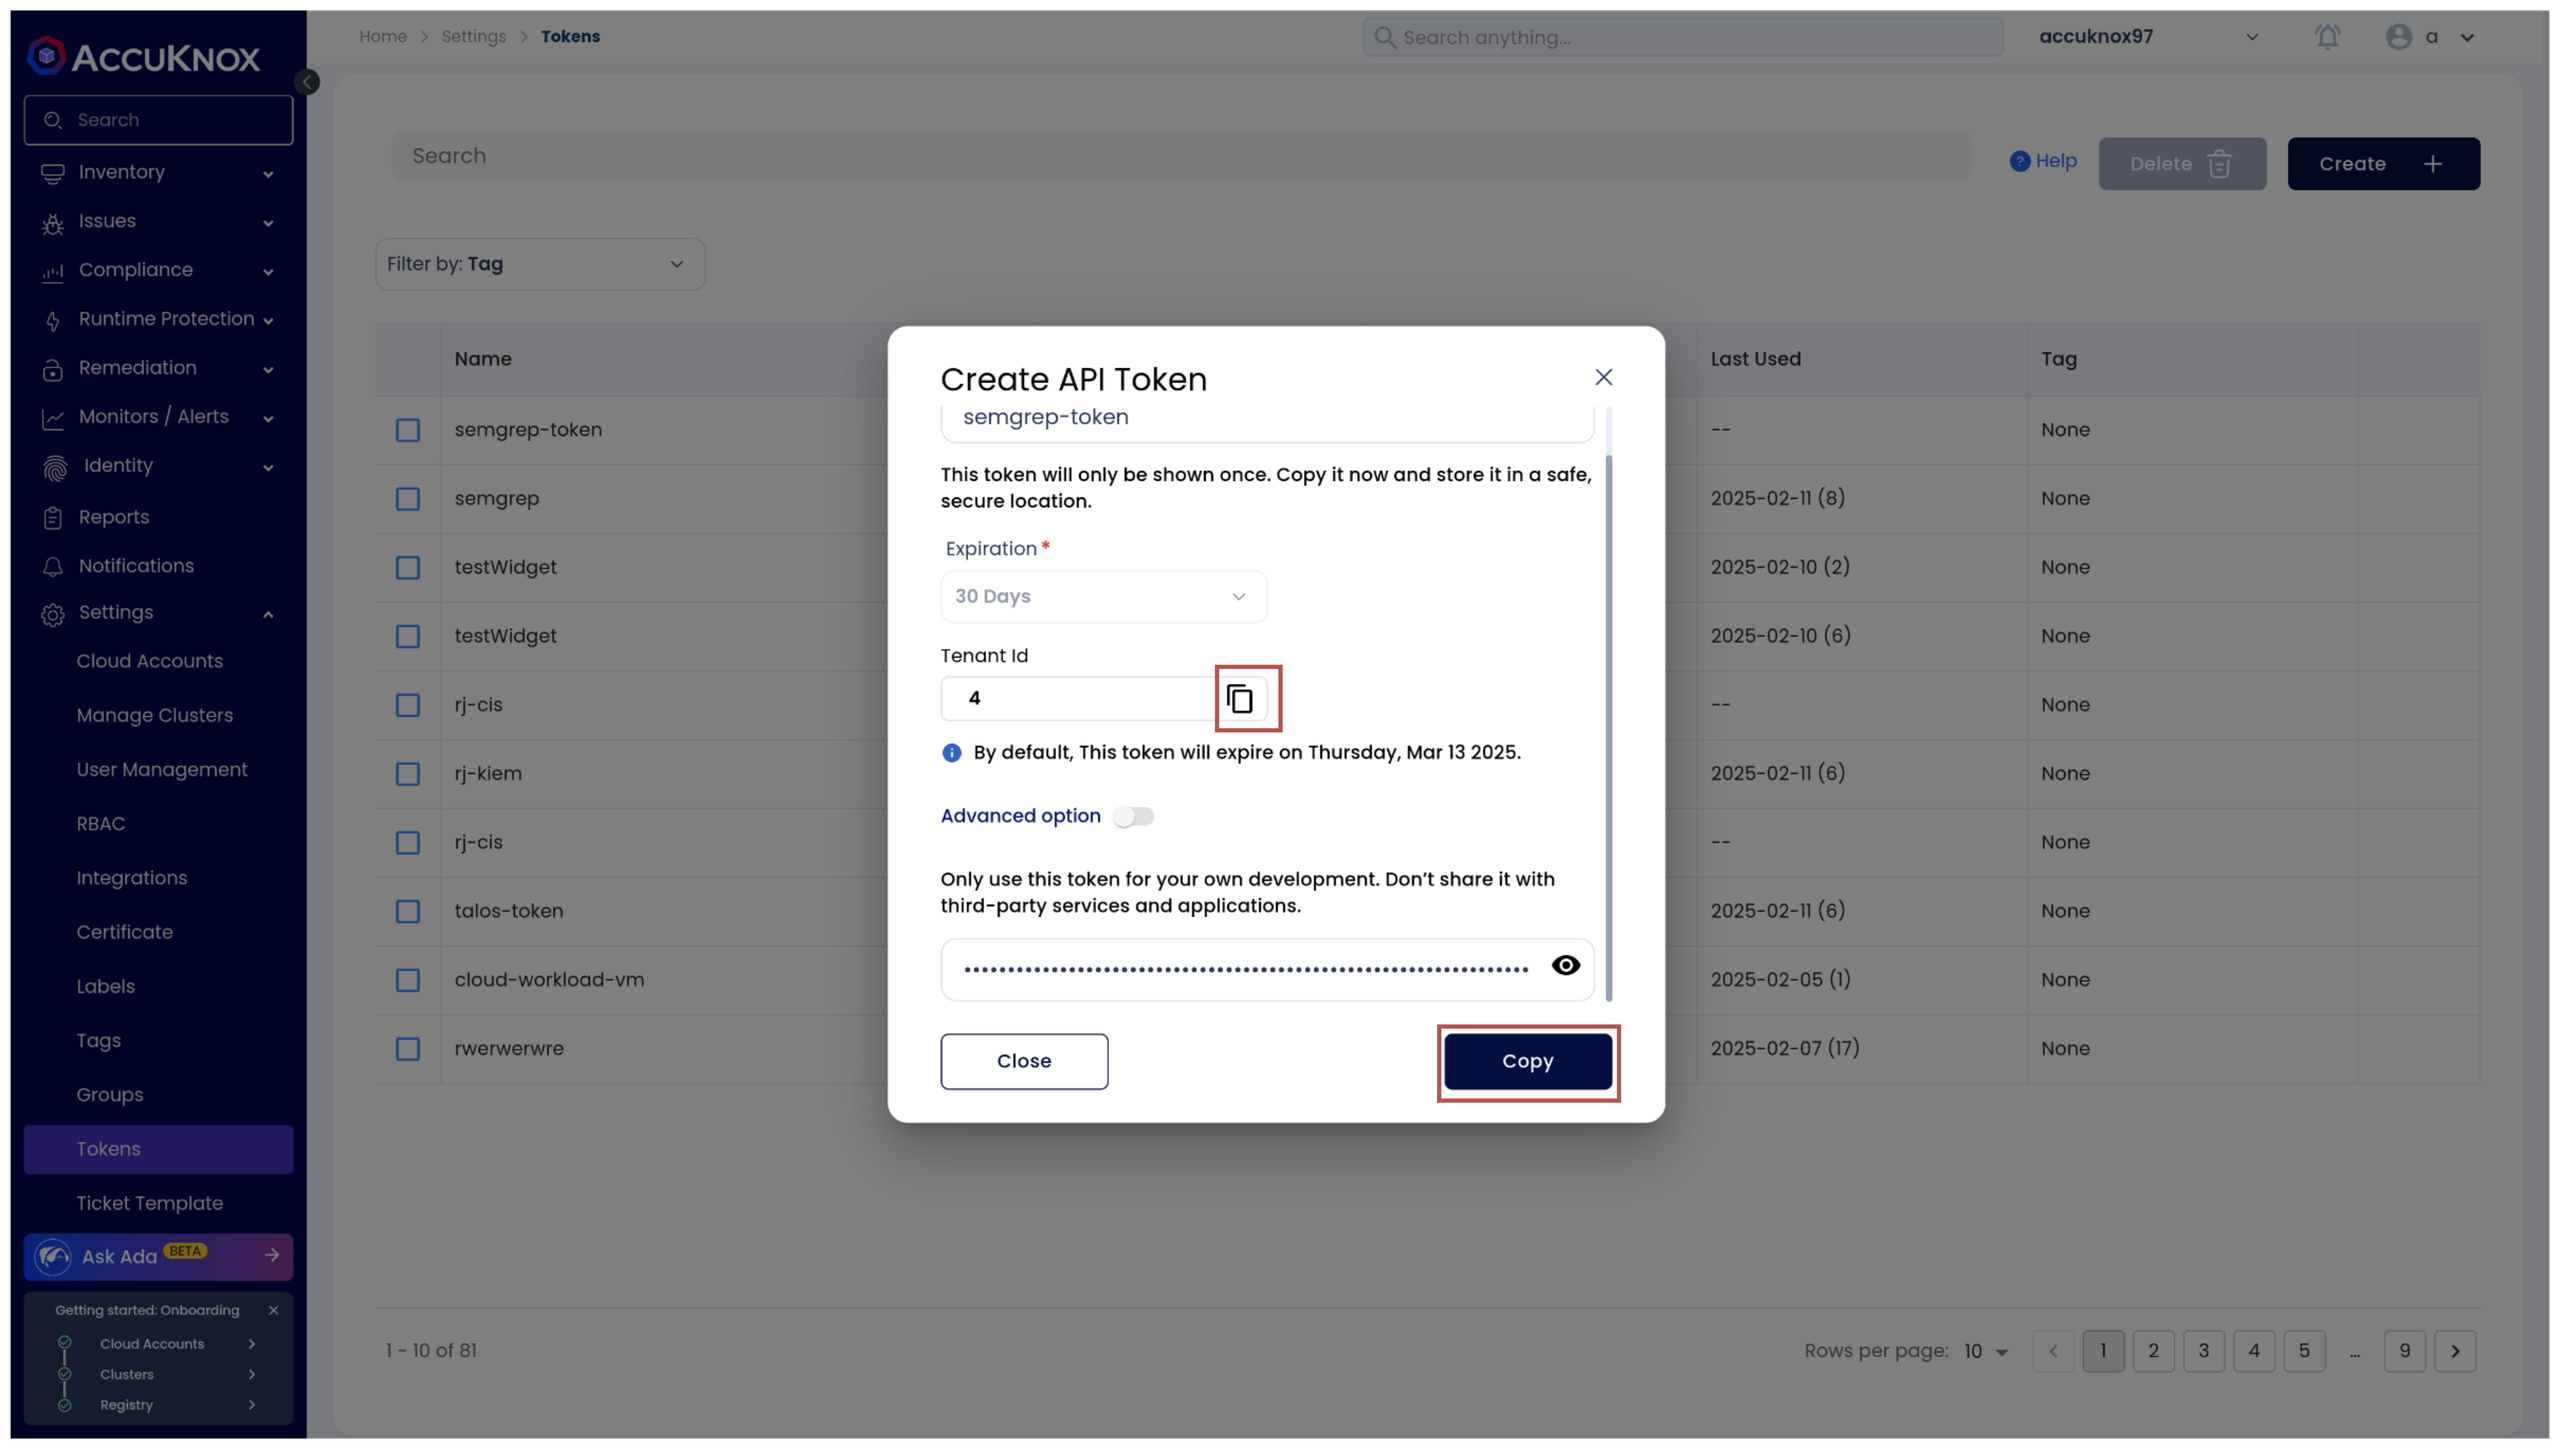 ACCUKNOX
Search
Inventory
Issues
Compliance
Runtime Protection
Remediation
Monitors / Alerts
Identity
Reports
Notifications
Settings
Cloud Accounts
Manage Clusters
User Management
RBAC
Integrations
Certificate
Labels
Tags
Groups
Tokens
Ticket Template
Ask Ada BETA
Getting started: Onboarding
Cloud Accounts
Clusters
Registry
Home > Settings > Tokens
Search anything...
accuknox97
a
Search
? Help
Delete
Create +
Filter by: Tag
Name Last Used Tag
semgrep-token -- None
semgrep 2025-02-11 (8) None
testWidget 2025-02-10 (2) None
testWidget 2025-02-10 (6) None
rj-cis -- None
rj-kiem 2025-02-11 (6) None
rj-cis -- None
talos-token 2025-02-11 (6) None
cloud-workload-vm 2025-02-05 (1) None
rwerwerwre 2025-02-07 (17) None
1 - 10 of 81
Rows per page: 10 < 1 2 3 4 5 ... 9 >
Create API Token
semgrep-token
This token will only be shown once. Copy it now and store it in a safe,
secure location.
Expiration *
30 Days
Tenant Id
4
By default, This token will expire on Thursday, Mar 13 2025.
Advanced option
Only use this token for your own development. Don't share it with
third-party services and applications.
Close
Copy